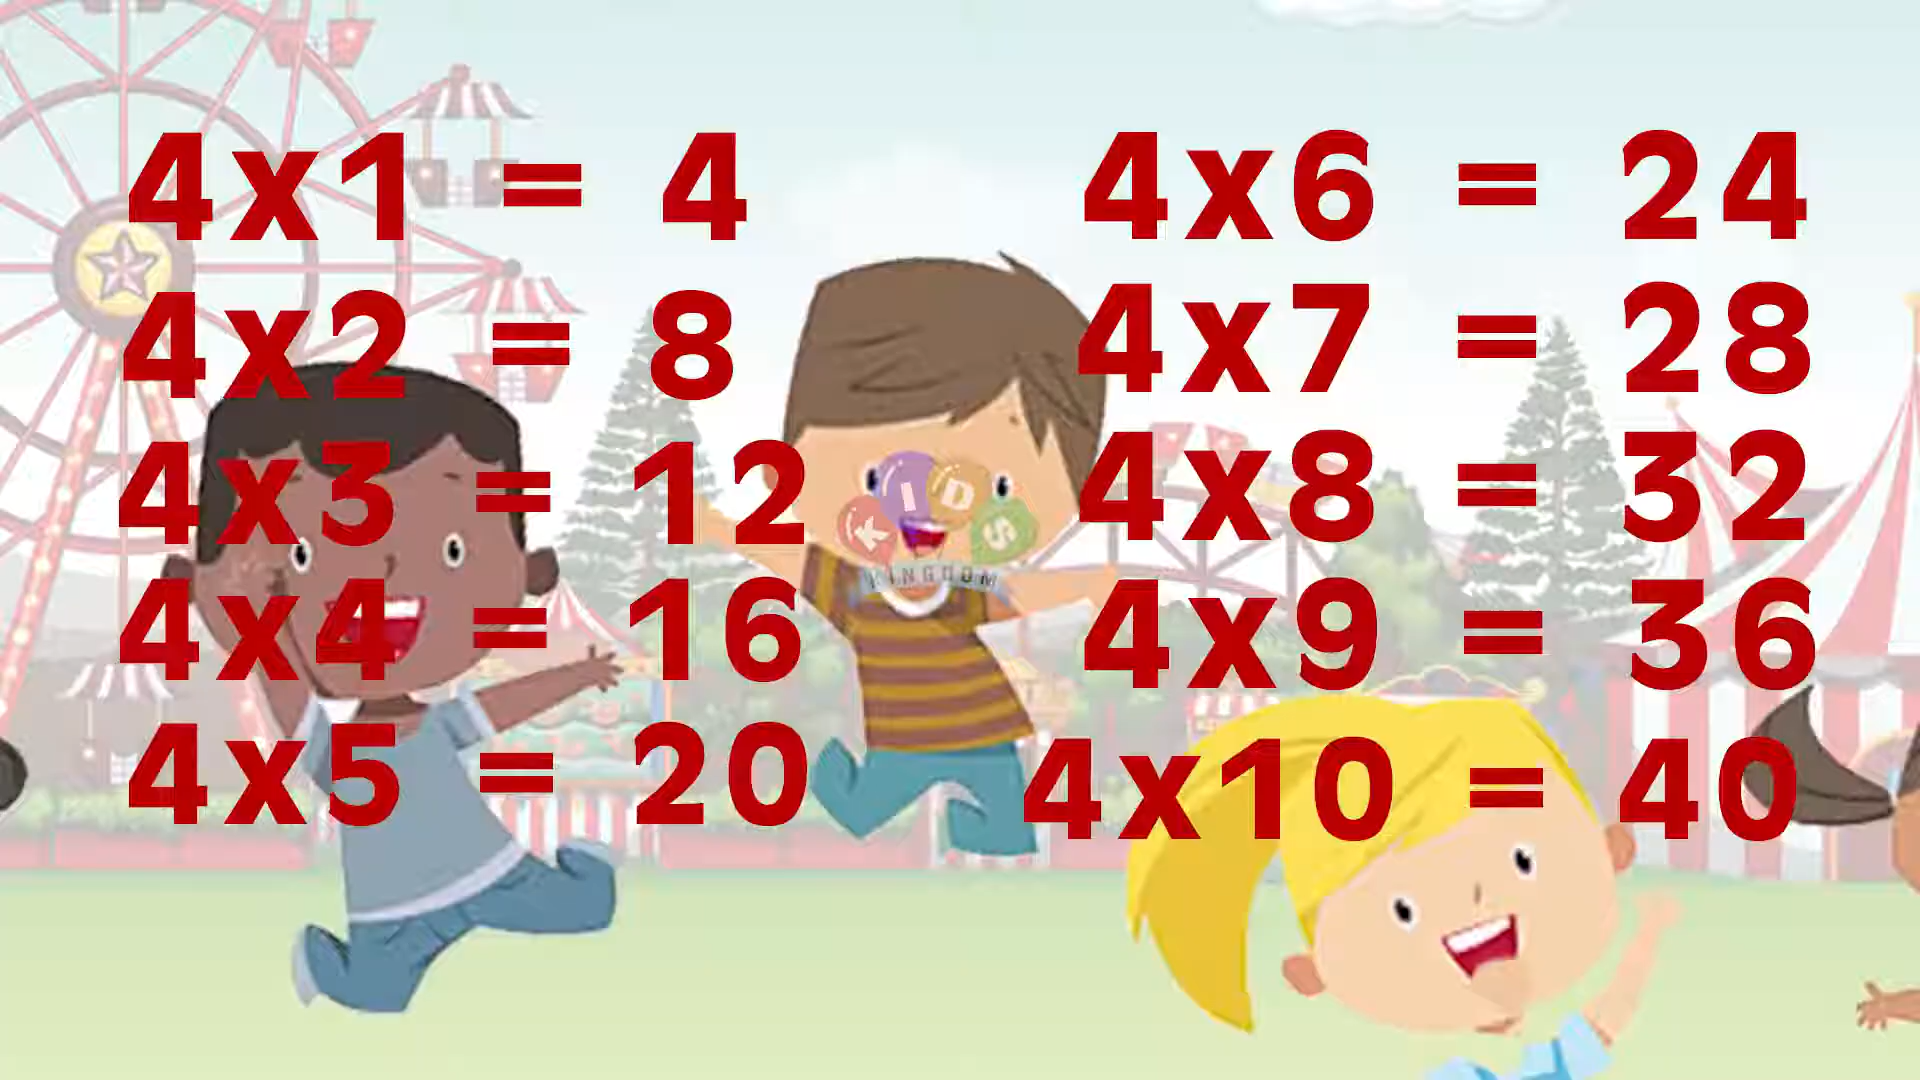 4x1 = 4
4x2 = 8
4x3 = 12
4x4 = 16
4x5 = 20
4x6 = 24
4x7 = 28
4x8 = 32
4x9 = 36
4x10 = 40
KIDS
KINGDOM